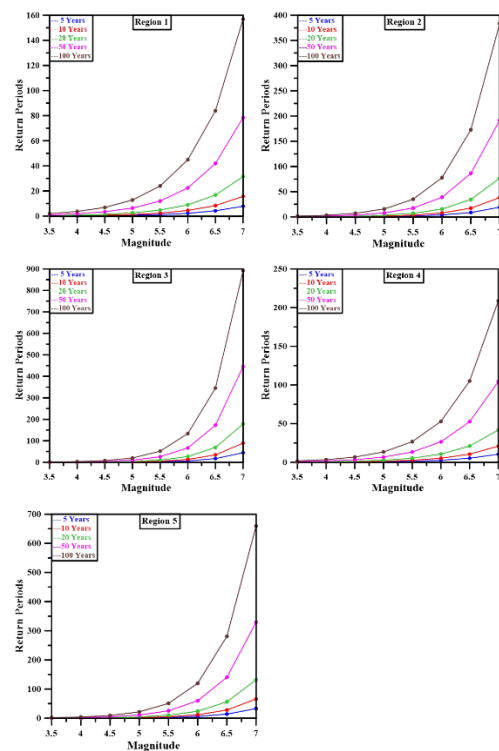 Region 1
5 Years
10 Years
20 Years
50 Years
100 Years
160
140
120
100
80
60
40
20
0
Return Periods
3.5 4 4.5 5 5.5 6 6.5 7
Magnitude
Region 2
5 Years
10 Years
20 Years
50 Years
100 Years
400
350
300
250
200
150
100
50
0
Return Periods
3.5 4 4.5 5 5.5 6 6.5 7
Magnitude
Region 3
5 Years
10 Years
20 Years
50 Years
100 Years
900
800
700
600
500
400
300
200
100
0
Return Periods
3.5 4 4.5 5 5.5 6 6.5 7
Magnitude
Region 4
5 Years
10 Years
20 Years
50 Years
100 Years
250
200
150
100
50
0
Return Periods
3.5 4 4.5 5 5.5 6 6.5 7
Magnitude
Region 5
5 Years
10 Years
20 Years
50 Years
100 Years
700
600
500
400
300
200
100
0
Return Periods
3.5 4 4.5 5 5.5 6 6.5 7
Magnitude